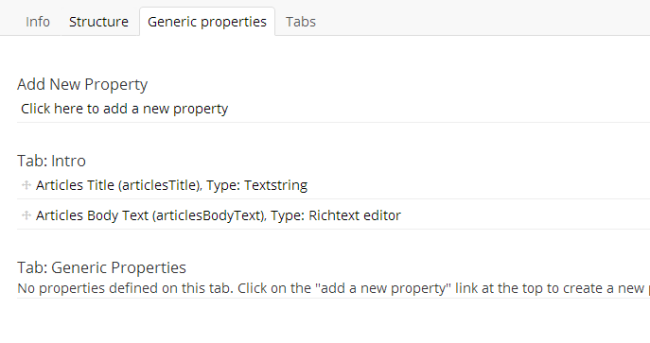 Info Structure Generic properties Tabs
Add New Property
Click here to add a new property
Tab: Intro
Articles Title (articlesTitle), Type: Textstring
Articles Body Text (articlesBodyText), Type: Richtext editor
Tab: Generic Properties
No properties defined on this tab. Click on the "add a new property" link at the top to create a new